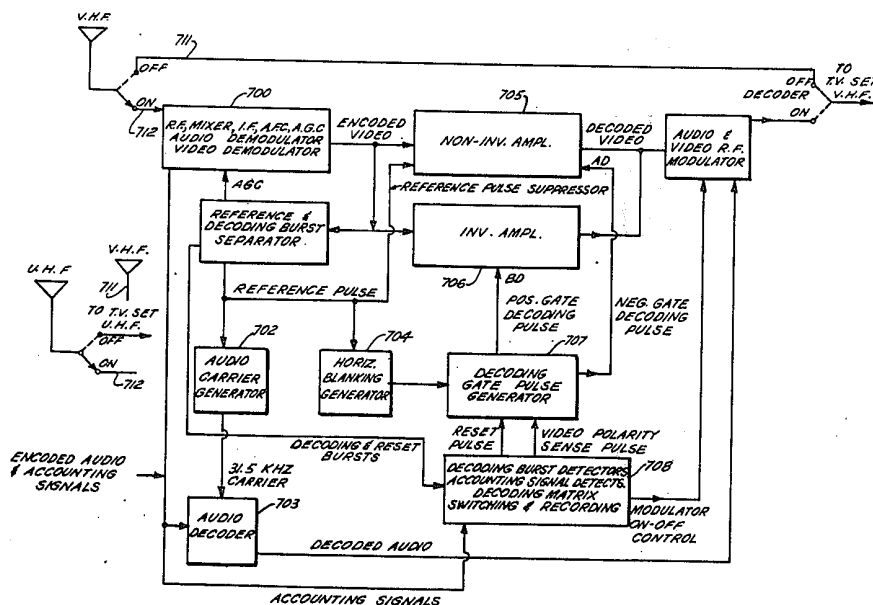 V.H.F.
711
OFF
ON
712
700
R.F., MIXER, I.F., A.F.C., A.G.C
AUDIO DEMODULATOR
VIDEO DEMODULATOR
ENCODED
VIDEO
705
NON-INV. AMPL.
DECODED
VIDEO
AD
OFF
DECODER
ON
TO
T.V. SET
V.H.F.
AUDIO &
VIDEO R.F.
MODULATOR
AGC
REFERENCE PULSE SUPPRESSOR
REFERENCE &
DECODING BURST
SEPARATOR
INV. AMPL.
706
BD
POS. GATE
DECODING
PULSE
NEG. GATE
DECODING
PULSE
U.H.F
V.H.F.
711
TO T.V. SET
U.H.F.
OFF
ON
712
REFERENCE PULSE
702
AUDIO
CARRIER
GENERATOR
704
HORIZ.
BLANKING
GENERATOR
707
DECODING
GATE PULSE
GENERATOR
DECODING & RESET
BURSTS
RESET
PULSE
VIDEO POLARITY
SENSE PULSE
ENCODED AUDIO
& ACCOUNTING
SIGNALS
31.5 KHZ
CARRIER
708
DECODING BURST DETECTORS
ACCOUNTING SIGNAL DETECTS.
DECODING MATRIX
SWITCHING & RECORDING
MODULATOR
ON-OFF
CONTROL
703
AUDIO
DECODER
DECODED AUDIO
ACCOUNTING SIGNALS